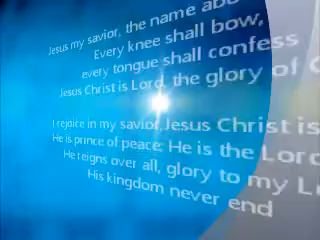 Jesus my savior, the name abo
Every knee shall bow,
every tongue shall confess
Jesus Christ is Lord, the glory of G
I rejoice in my savior, Jesus Christ is
He is prince of peace: He is the Lord
He reigns over all, glory to my L
His kingdom never end